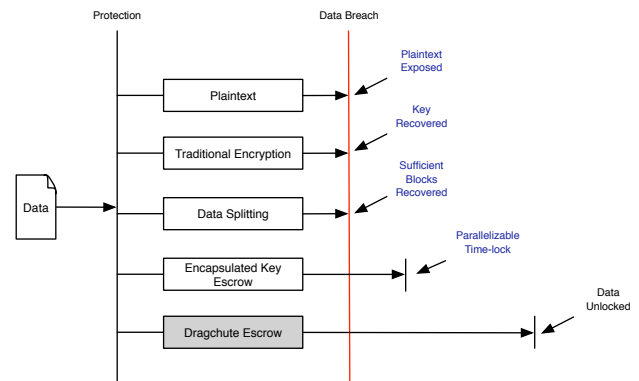 Protection
Data Breach
Plaintext
Exposed
Plaintext
Key
Recovered
Traditional Encryption
Sufficient
Blocks
Recovered
Data
Data Splitting
Parallelizable
Time-lock
Encapsulated Key
Escrow
Data
Unlocked
Dragchute Escrow